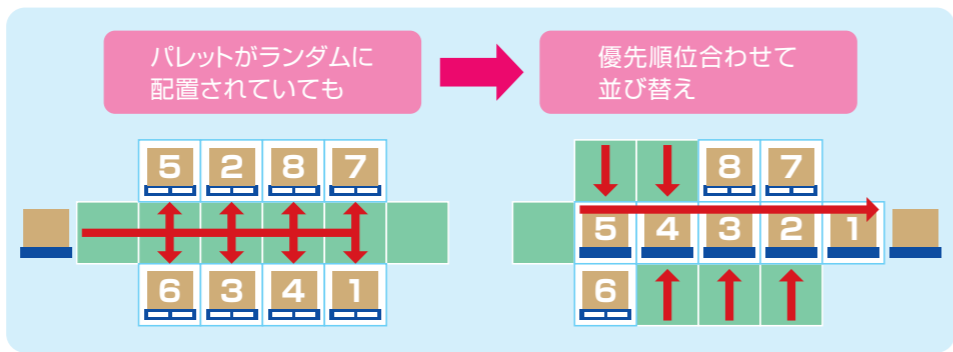 パレットがランダムに
配置されていても
優先順位合わせて
並び替え
5 2 8 7
6 3 4 1
8 7
5 4 3 2 1
6